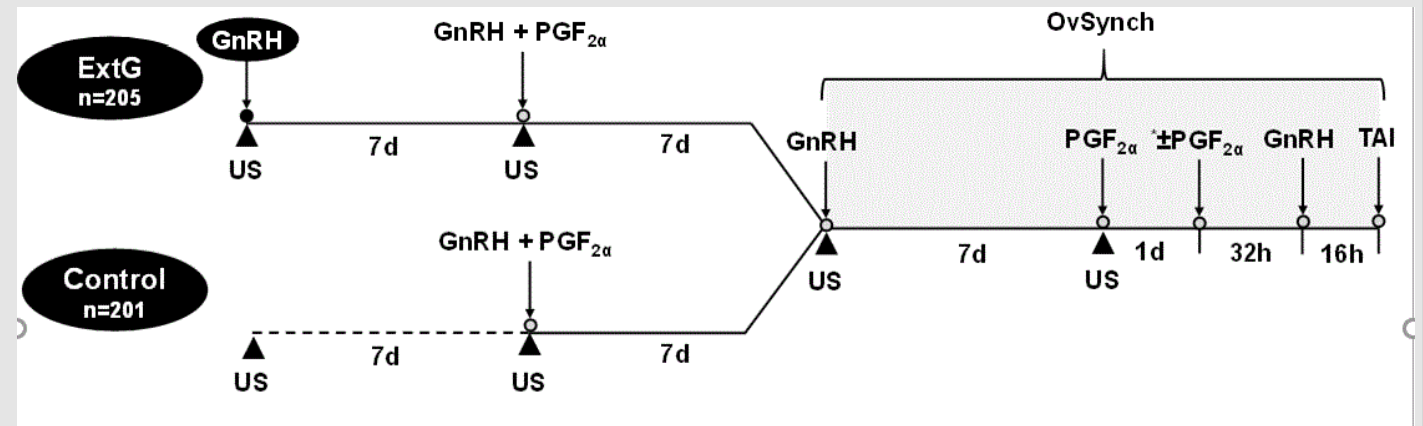 OvSynch
GnRH
GnRH + PGF2α
ExtG
n=205
7d
7d
US
US
GnRH
PGF2α
*±PGF2α
GnRH
TAI
GnRH + PGF2α
7d
1d
32h
16h
US
US
Control
n=201
7d
7d
US
US